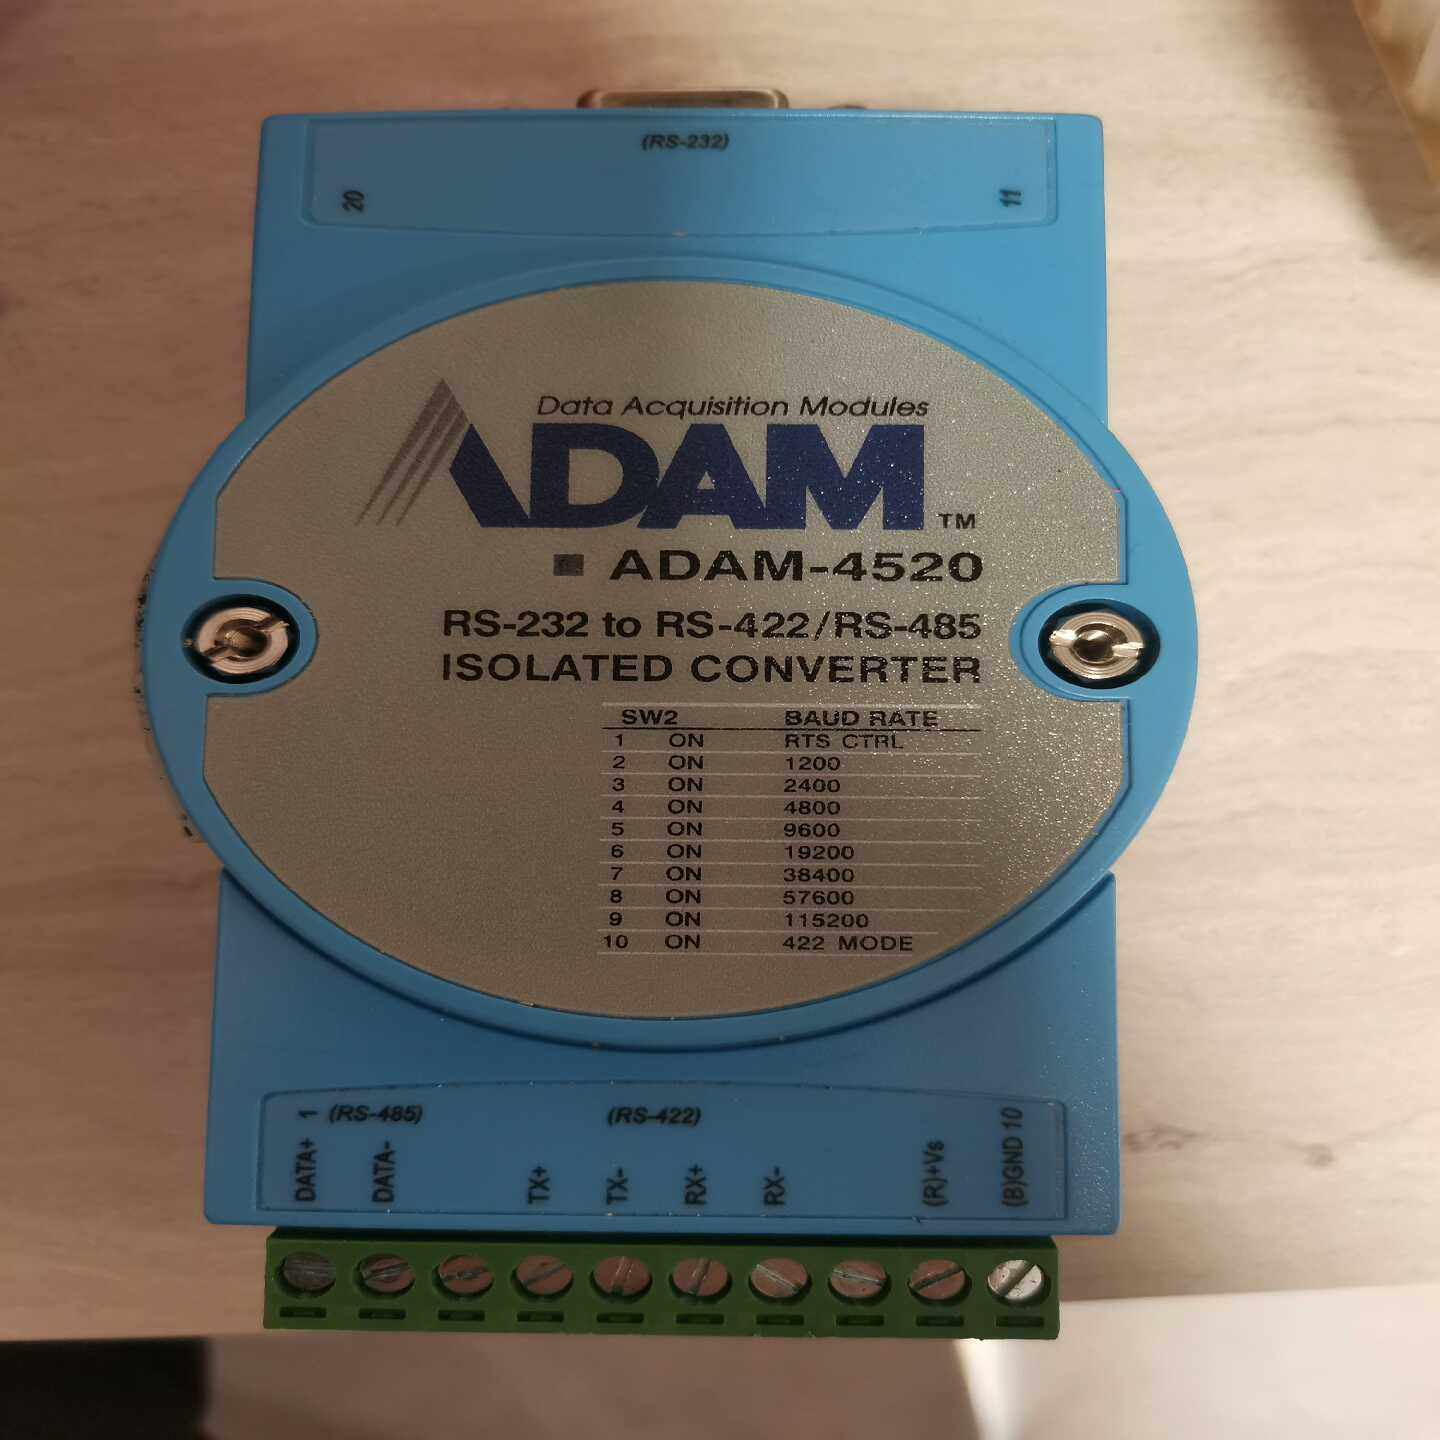 (RS-232)
20 11
Data Acquisition Modules
ADAM TM
ADAM-4520
RS-232 to RS-422/RS-485
ISOLATED CONVERTER
SW2 BAUD RATE
1 ON RTS CTRL
2 ON 1200
3 ON 2400
4 ON 4800
5 ON 9600
6 ON 19200
7 ON 38400
8 ON 57600
9 ON 115200
10 ON 422 MODE
1 (RS-485) (RS-422) 10
DATA+ DATA- TX+ TX- RX+ RX- (R)+Vs (B)GND